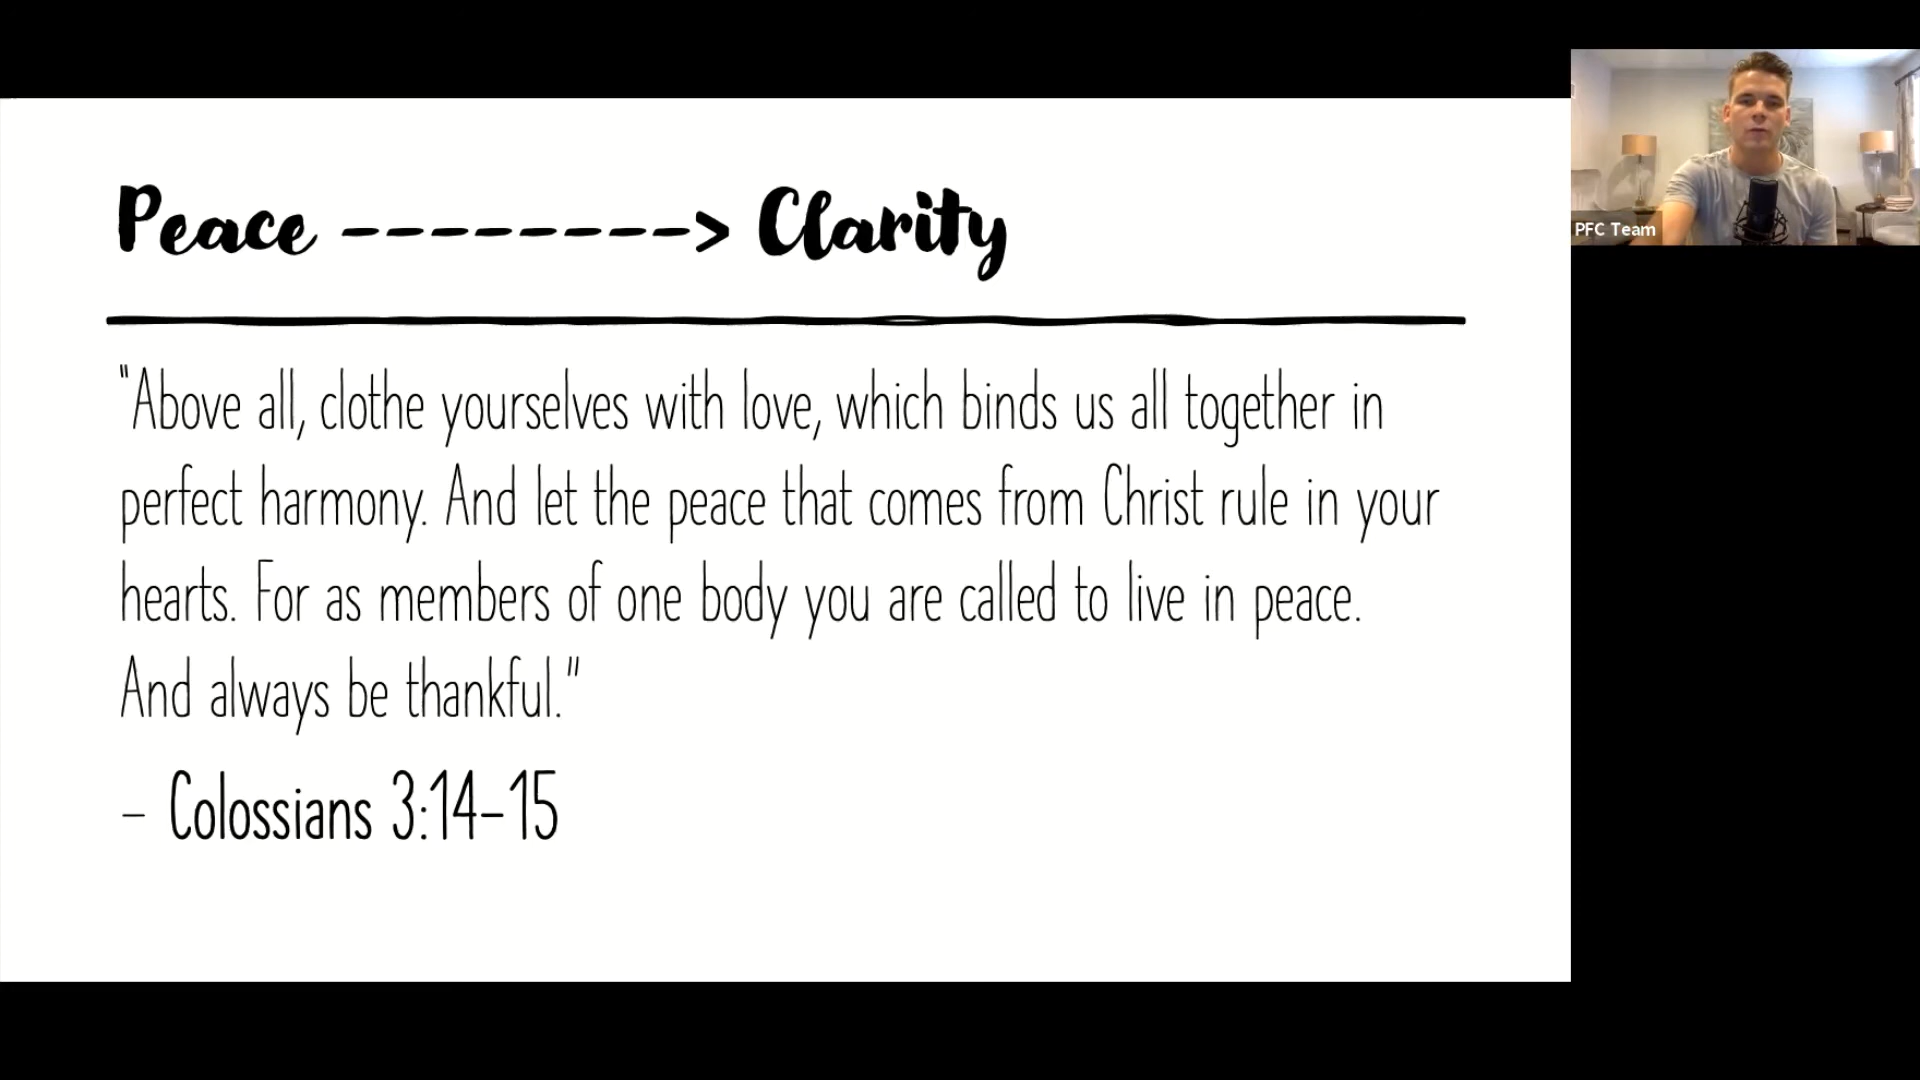 Peace ---------> Clarity
"Above all, clothe yourselves with love, which binds us all together in
perfect harmony. And let the peace that comes from Christ rule in your
hearts. For as members of one body you are called to live in peace.
And always be thankful."
- Colossians 3:14-15
PFC Team